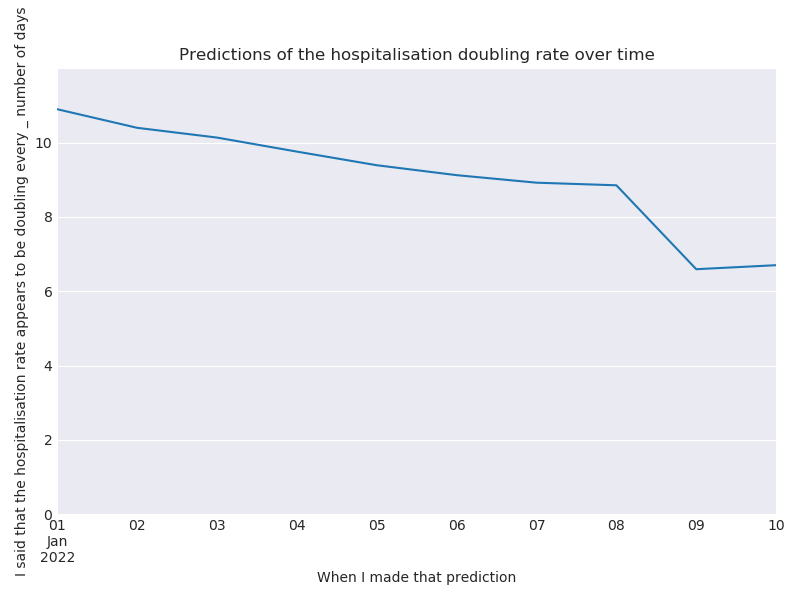 Predictions of the hospitalisation doubling rate over time
I said that the hospitalisation rate appears to be doubling every _ number of days
10
8
6
4
2
0
01 02 03 04 05 06 07 08 09 10
Jan
2022
When I made that prediction